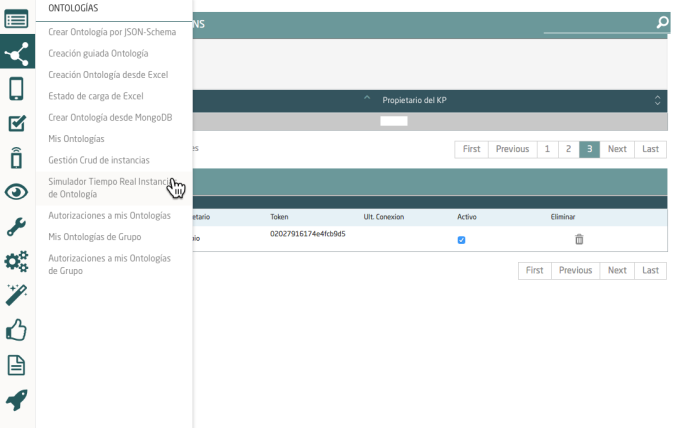 ONTOLOGÍAS
Crear Ontología por JSON-Schema
Creación guiada Ontología
Creación Ontología desde Excel
Estado de carga de Excel
Crear Ontología desde MongoDB
Mis Ontologías
Gestión Crud de instancias
Simulador Tiempo Real Instancias
de Ontología
Autorizaciones a mis Ontologías
Mis Ontologías de Grupo
Autorizaciones a mis Ontologías
de Grupo
NS
Propietario del KP
es
First Previous 1 2 3 Next Last
etario Token Ult. Conexion Activo Eliminar
io 02027916174e4fcb9d5
First Previous Next Last